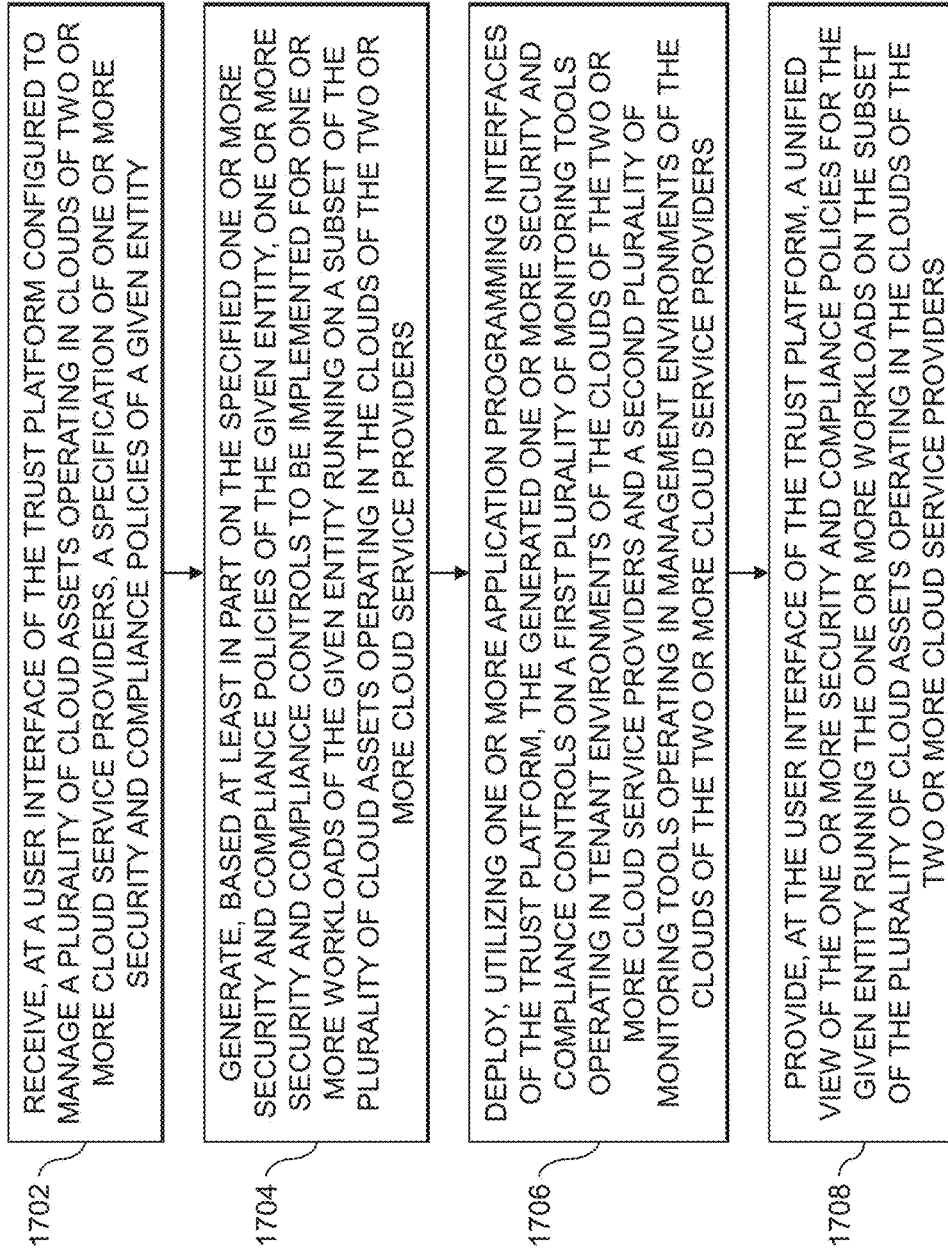 1702
RECEIVE, AT A USER INTERFACE OF THE TRUST PLATFORM CONFIGURED TO
MANAGE A PLURALITY OF CLOUD ASSETS OPERATING IN CLOUDS OF TWO OR
MORE CLOUD SERVICE PROVIDERS, A SPECIFICATION OF ONE OR MORE
SECURITY AND COMPLIANCE POLICIES OF A GIVEN ENTITY
1704
GENERATE, BASED AT LEAST IN PART ON THE SPECIFIED ONE OR MORE
SECURITY AND COMPLIANCE POLICIES OF THE GIVEN ENTITY, ONE OR MORE
SECURITY AND COMPLIANCE CONTROLS TO BE IMPLEMENTED FOR ONE OR
MORE WORKLOADS OF THE GIVEN ENTITY RUNNING ON A SUBSET OF THE
PLURALITY OF CLOUD ASSETS OPERATING IN THE CLOUDS OF THE TWO OR
MORE CLOUD SERVICE PROVIDERS
1706
DEPLOY, UTILIZING ONE OR MORE APPLICATION PROGRAMMING INTERFACES
OF THE TRUST PLATFORM, THE GENERATED ONE OR MORE SECURITY AND
COMPLIANCE CONTROLS ON A FIRST PLURALITY OF MONITORING TOOLS
OPERATING IN TENANT ENVIRONMENTS OF THE CLOUDS OF THE TWO OR
MORE CLOUD SERVICE PROVIDERS AND A SECOND PLURALITY OF
MONITORING TOOLS OPERATING IN MANAGEMENT ENVIRONMENTS OF THE
CLOUDS OF THE TWO OR MORE CLOUD SERVICE PROVIDERS
1708
PROVIDE, AT THE USER INTERFACE OF THE TRUST PLATFORM, A UNIFIED
VIEW OF THE ONE OR MORE SECURITY AND COMPLIANCE POLICIES FOR THE
GIVEN ENTITY RUNNING THE ONE OR MORE WORKLOADS ON THE SUBSET
OF THE PLURALITY OF CLOUD ASSETS OPERATING IN THE CLOUDS OF THE
TWO OR MORE CLOUD SERVICE PROVIDERS